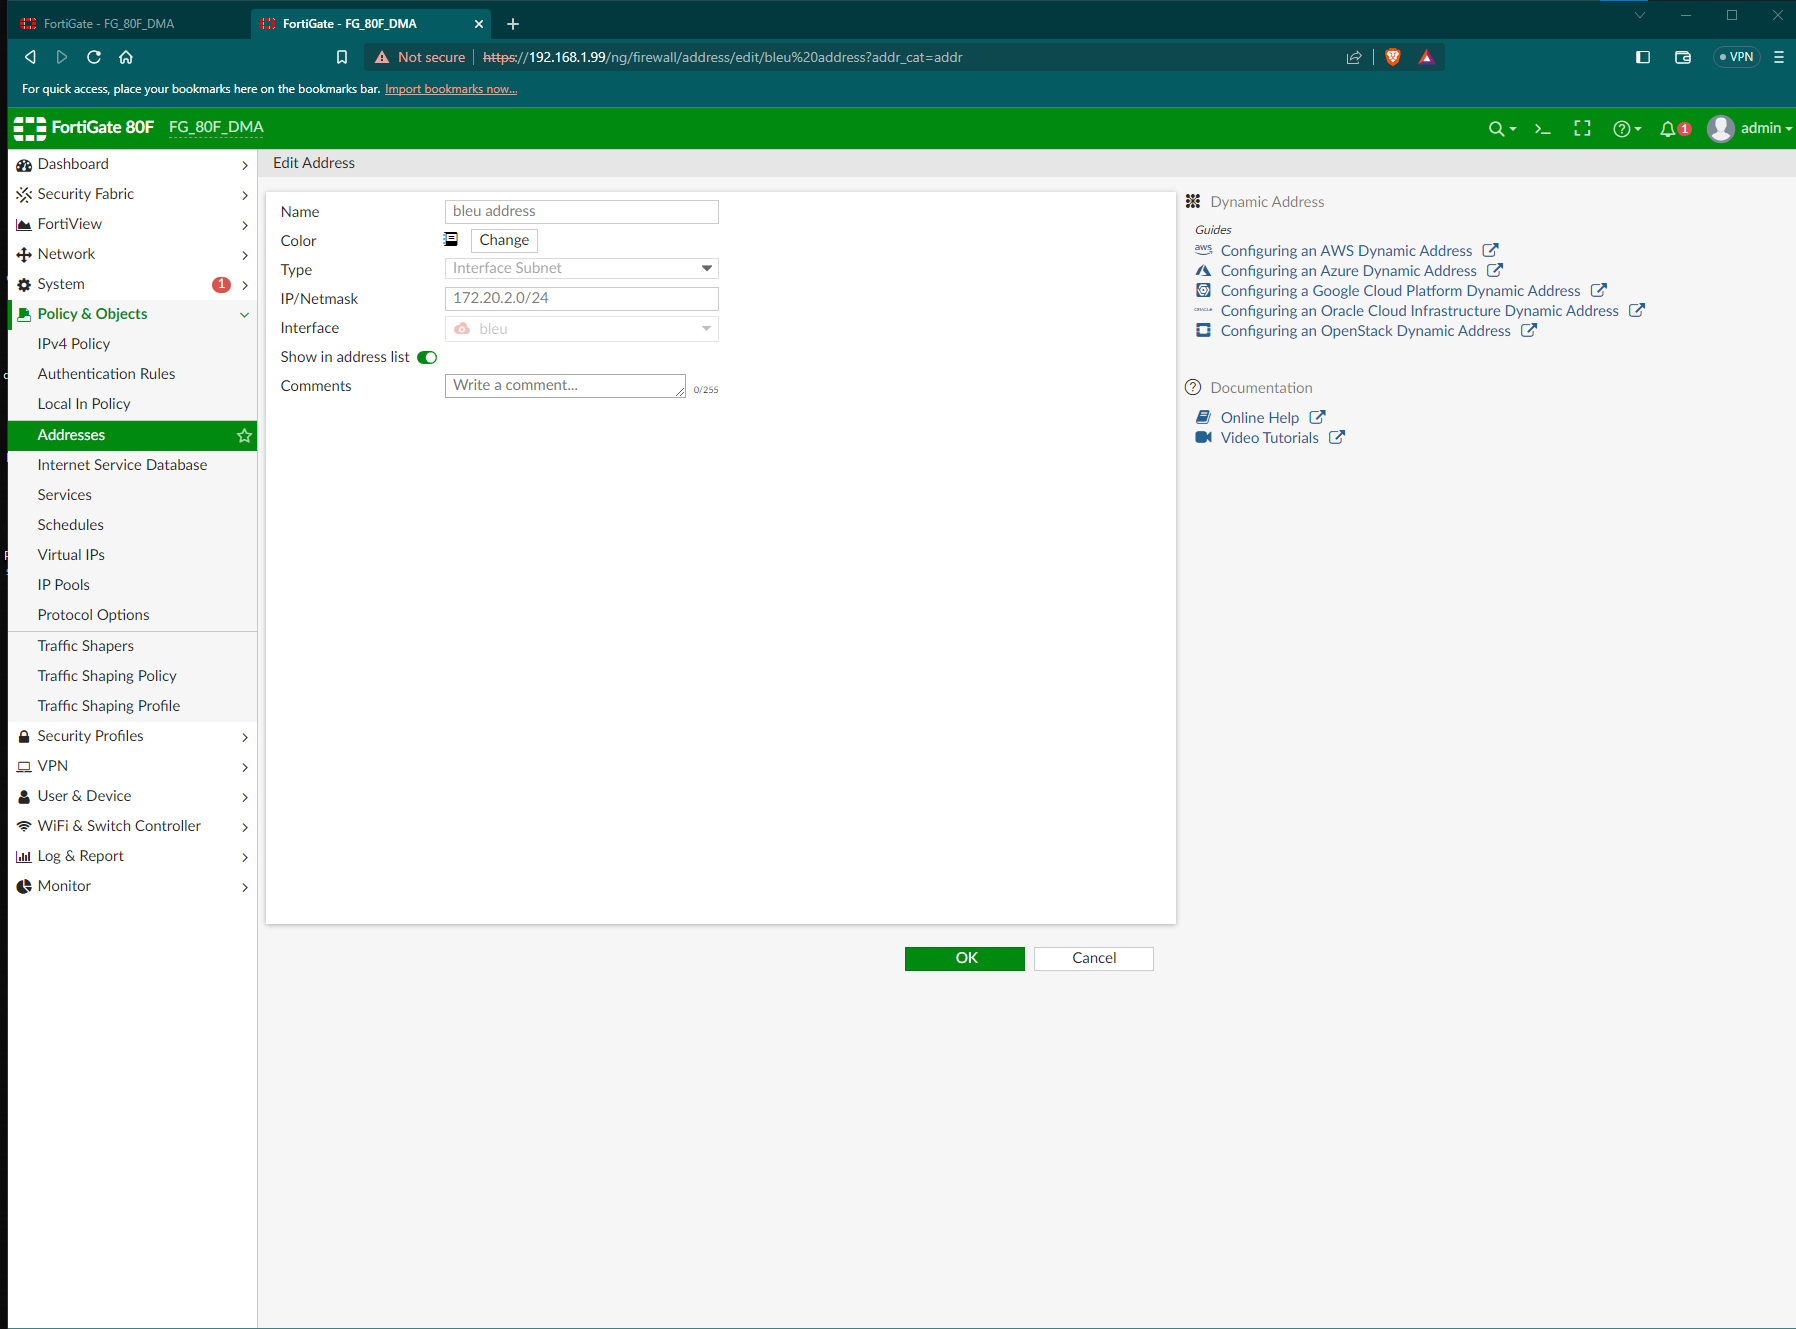 FortiGate - FG_80F_DMA
FortiGate - FG_80F_DMA
Not secure https://192.168.1.99/ng/firewall/address/edit/bleu%20address?addr_cat=addr
VPN
For quick access, place your bookmarks here on the bookmarks bar. Import bookmarks now...
FortiGate 80F FG_80F_DMA
1 admin
Dashboard
Security Fabric
FortiView
Network
System 1
Policy & Objects
IPv4 Policy
Authentication Rules
Local In Policy
Addresses
Internet Service Database
Services
Schedules
Virtual IPs
IP Pools
Protocol Options
Traffic Shapers
Traffic Shaping Policy
Traffic Shaping Profile
Security Profiles
VPN
User & Device
WiFi & Switch Controller
Log & Report
Monitor
Edit Address
Name bleu address
Color Change
Type Interface Subnet
IP/Netmask 172.20.2.0/24
Interface bleu
Show in address list
Comments Write a comment... 0/255
OK Cancel
Dynamic Address
Guides
aws Configuring an AWS Dynamic Address
Configuring an Azure Dynamic Address
Configuring a Google Cloud Platform Dynamic Address
ORACLE Configuring an Oracle Cloud Infrastructure Dynamic Address
Configuring an OpenStack Dynamic Address
Documentation
Online Help
Video Tutorials